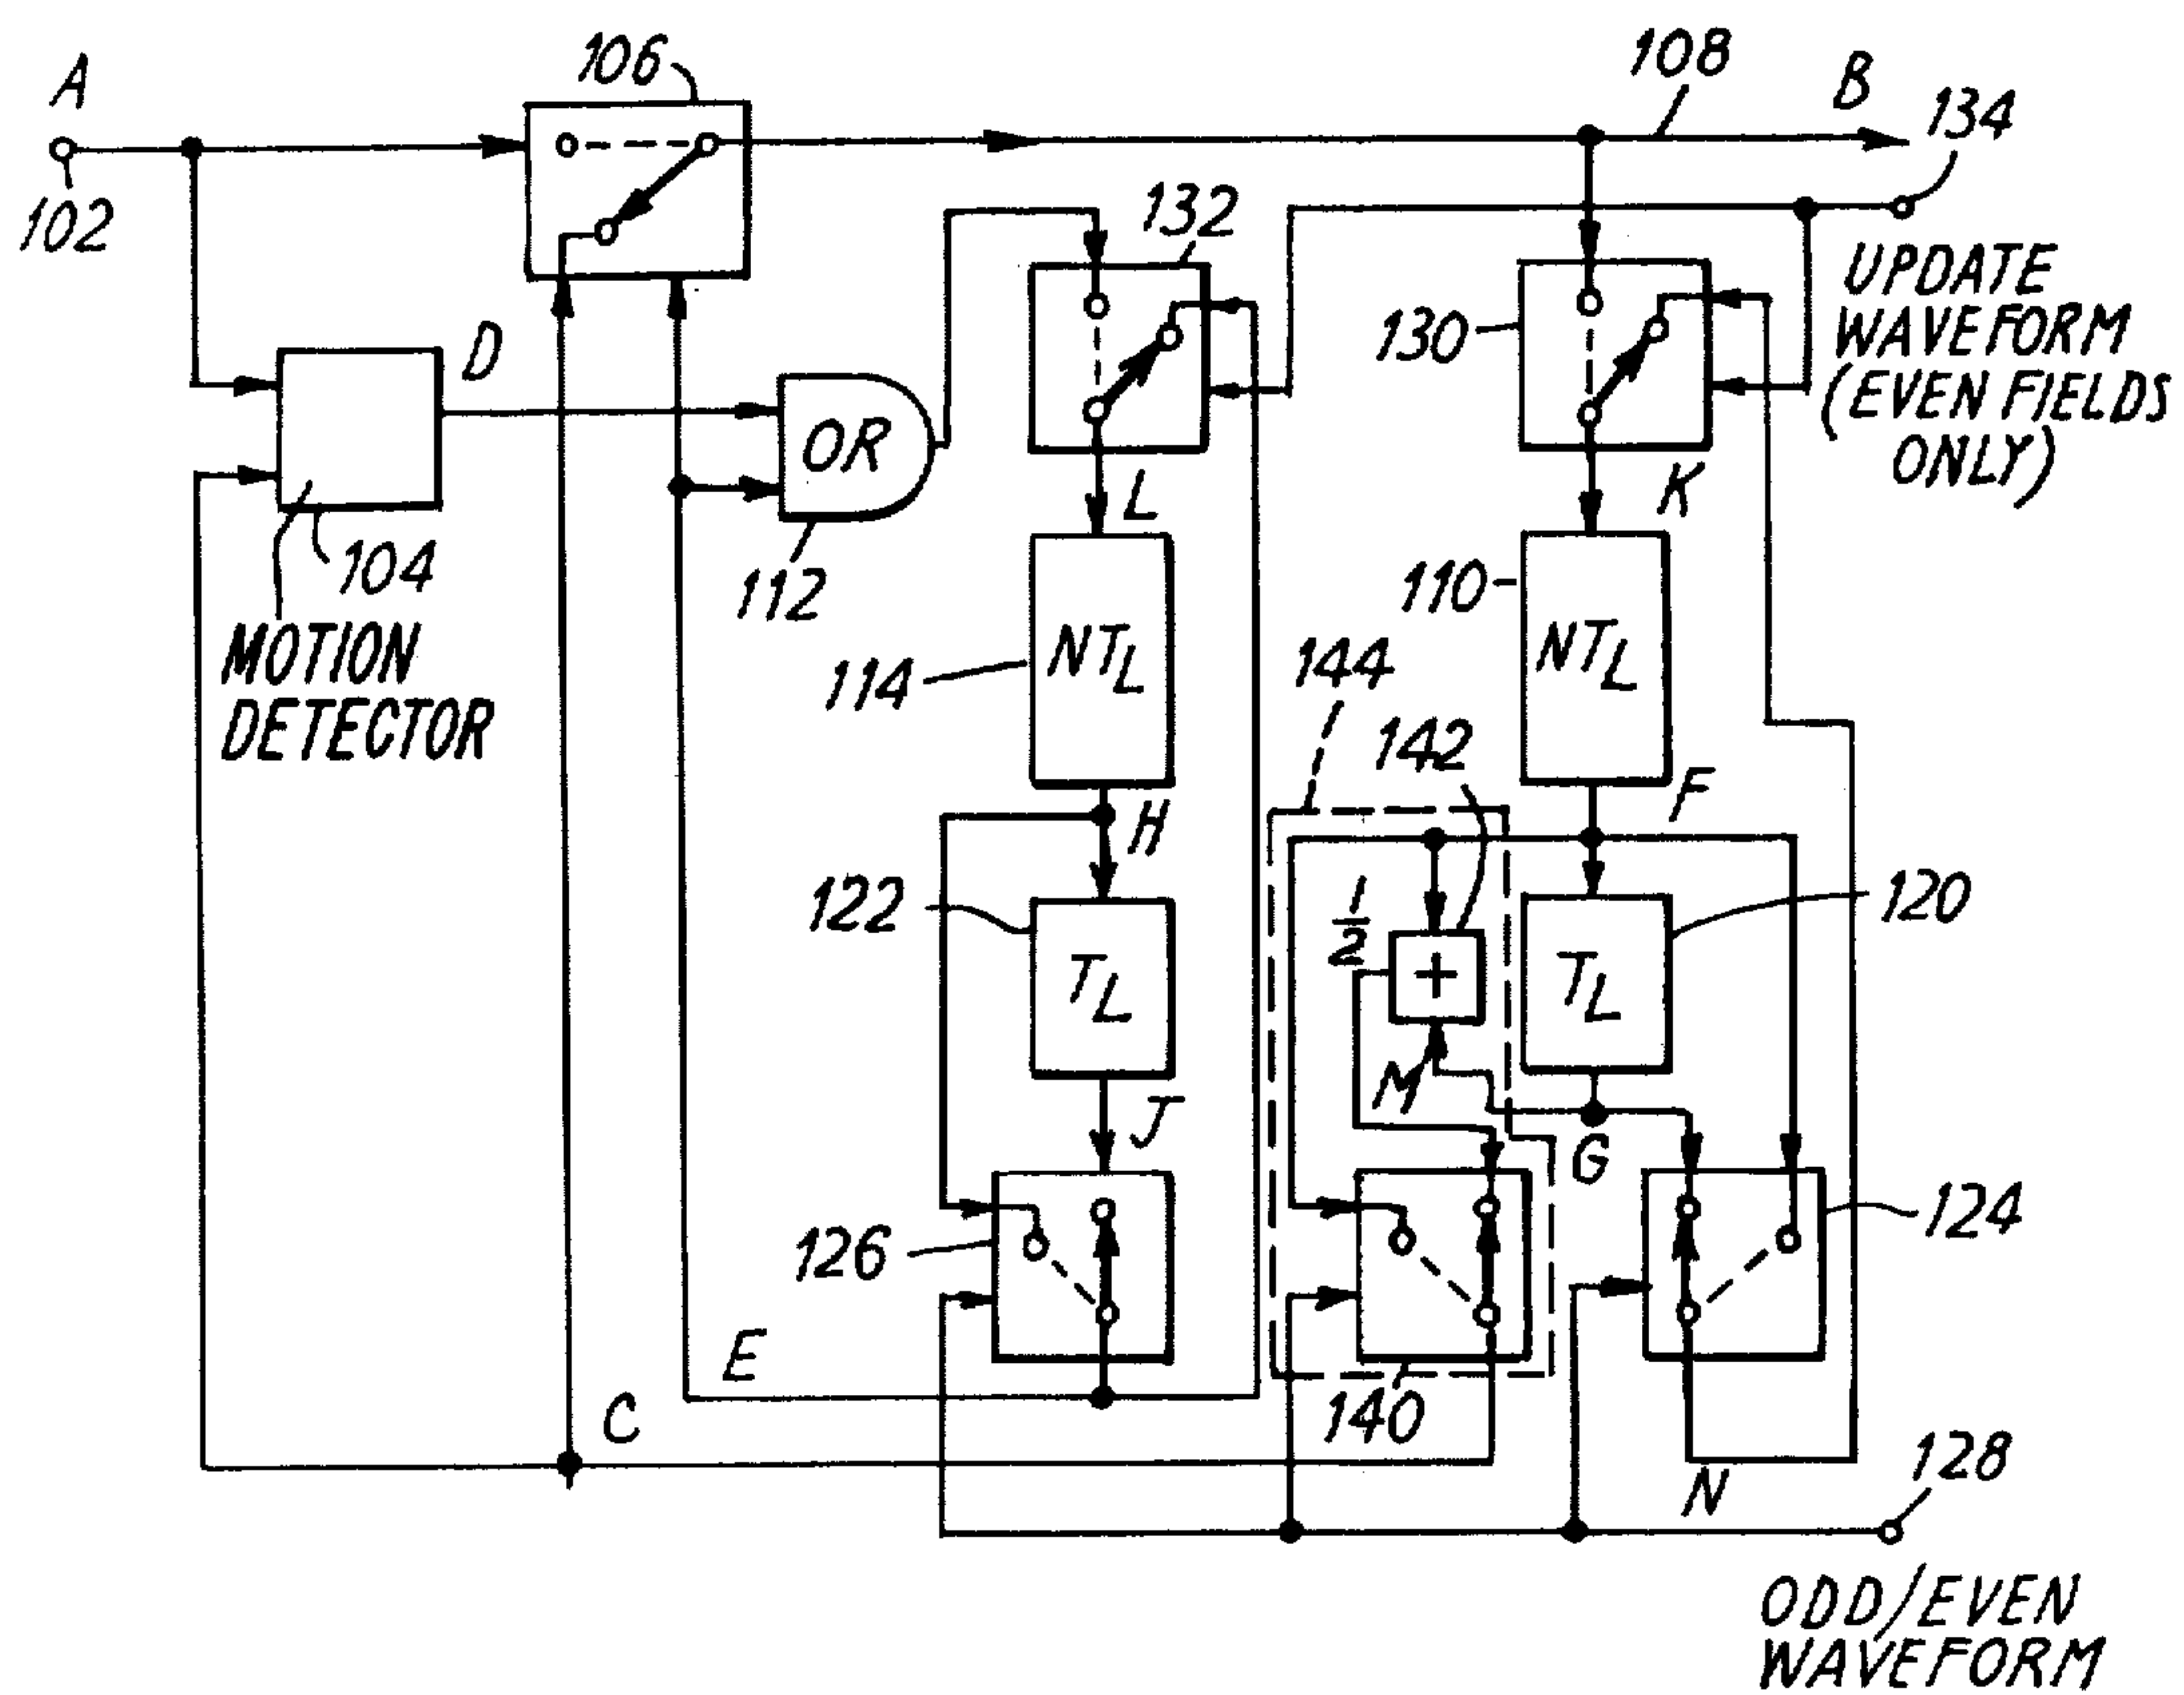 A
106
108
B
134
102
132
130
UPDATE
WAVEFORM
(EVEN FIELDS
ONLY)
D
OR
L
K
104
112
110
MOTION
DETECTOR
114
NTL
NTL
144
142
F
H
122
1/2
+
120
TL
TL
M
J
G
126
124
E
C
140
N
128
ODD/EVEN
WAVEFORM